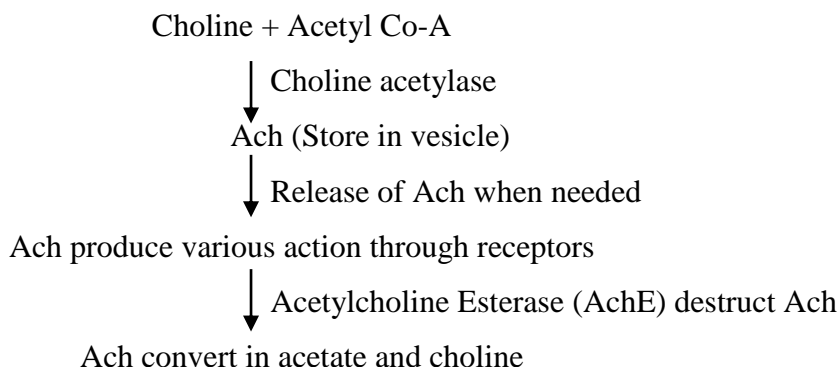 Choline + Acetyl Co-A
Choline acetylase
Ach (Store in vesicle)
Release of Ach when needed
Ach produce various action through receptors
Acetylcholine Esterase (AchE) destruct Ach
Ach convert in acetate and choline